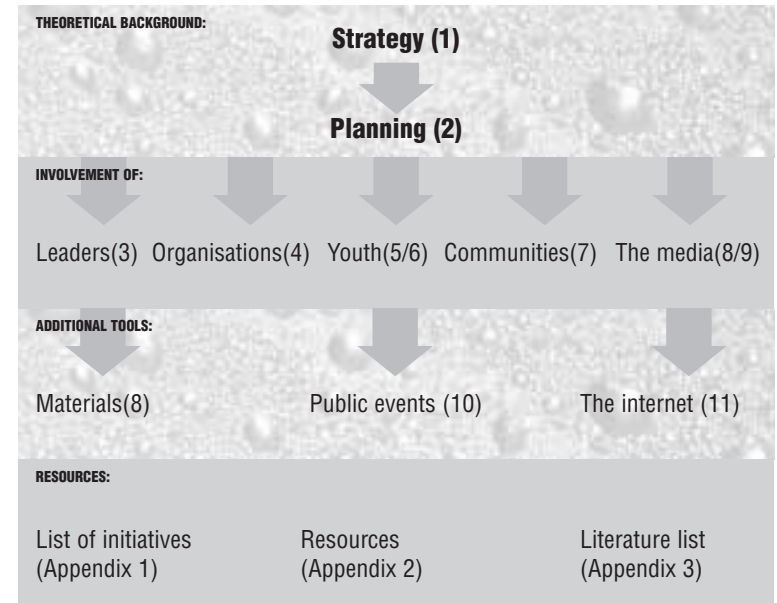 THEORETICAL BACKGROUND:
Strategy (1)
Planning (2)
INVOLVEMENT OF:
Leaders(3) Organisations(4) Youth(5/6) Communities(7) The media(8/9)
ADDITIONAL TOOLS:
Materials(8) Public events (10) The internet (11)
RESOURCES:
List of initiatives Resources Literature list
(Appendix 1) (Appendix 2) (Appendix 3)